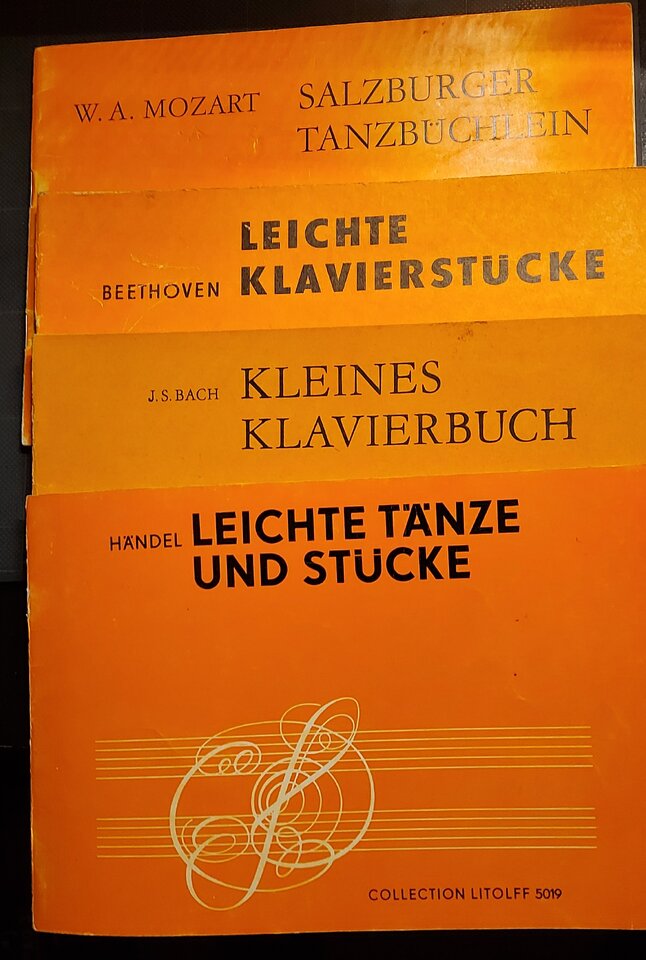 W. A. MOZART SALZBURGER
TANZBÜCHLEIN
LEICHTE
BEETHOVEN KLAVIERSTÜCKE
J. S. BACH KLEINES
KLAVIERBUCH
HÄNDEL LEICHTE TÄNZE
UND STÜCKE
COLLECTION LITOLFF 5019